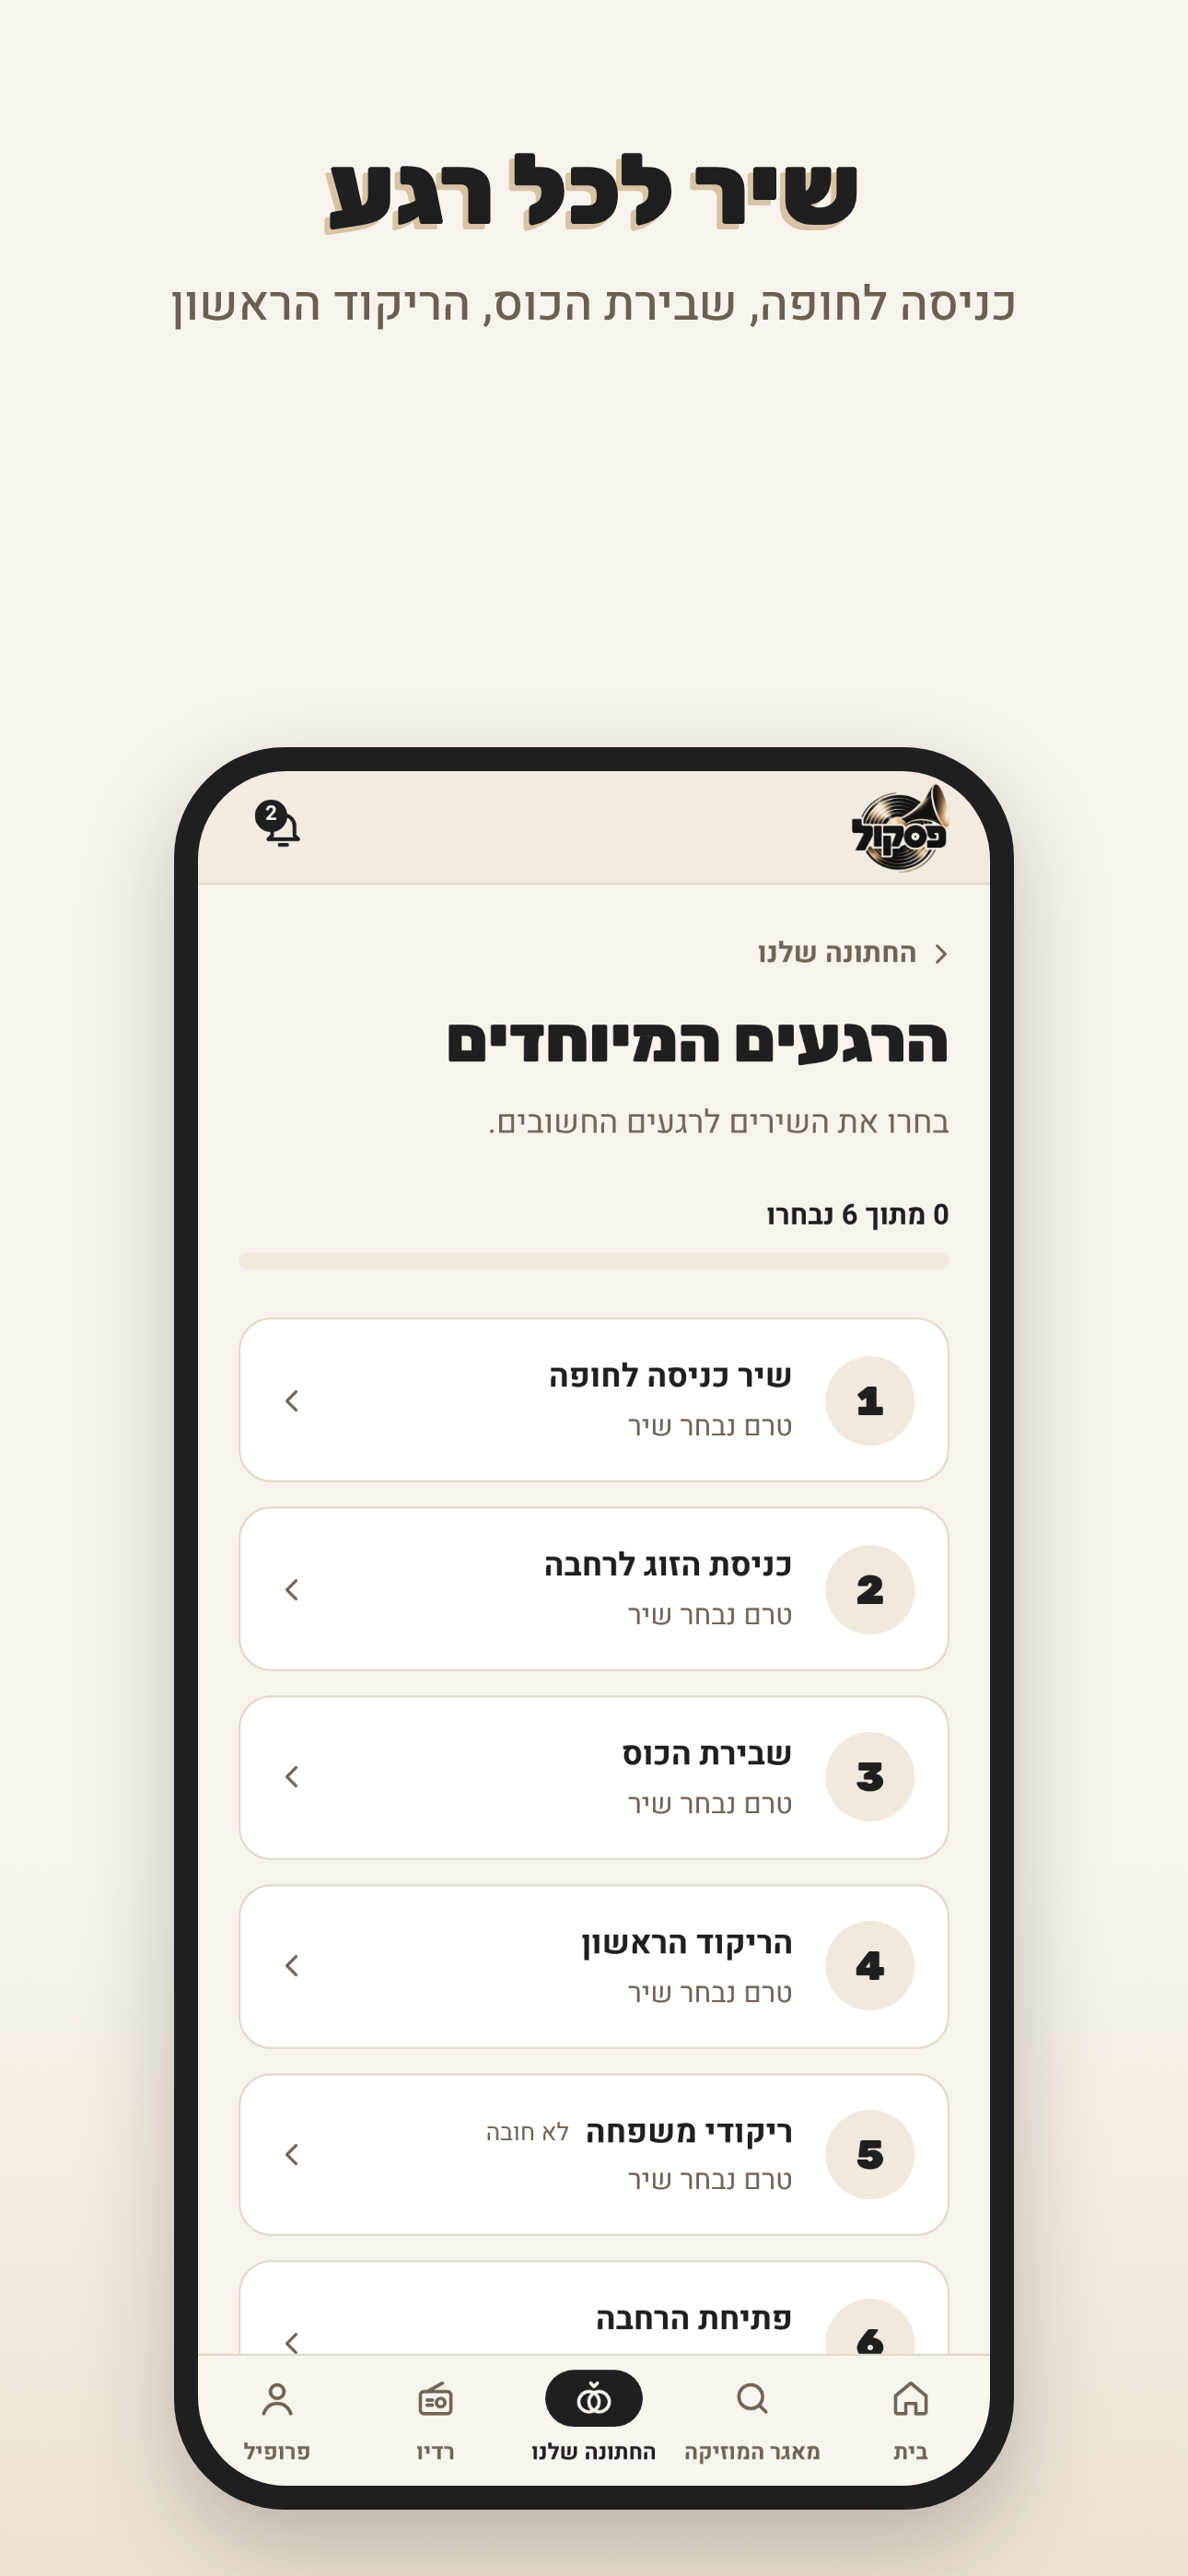 שיר לכל רגע
כניסה לחופה, שבירת הכוס, הריקוד הראשון
פסקול
2
החתונה שלנו
הרגעים המיוחדים
בחרו את השירים לרגעים החשובים.
0 מתוך 6 נבחרו
1
שיר כניסה לחופה
טרם נבחר שיר
2
כניסת הזוג לרחבה
טרם נבחר שיר
3
שבירת הכוס
טרם נבחר שיר
4
הריקוד הראשון
טרם נבחר שיר
5
ריקודי משפחה לא חובה
טרם נבחר שיר
6
פתיחת הרחבה
בית
מאגר המוזיקה
החתונה שלנו
רדיו
פרופיל